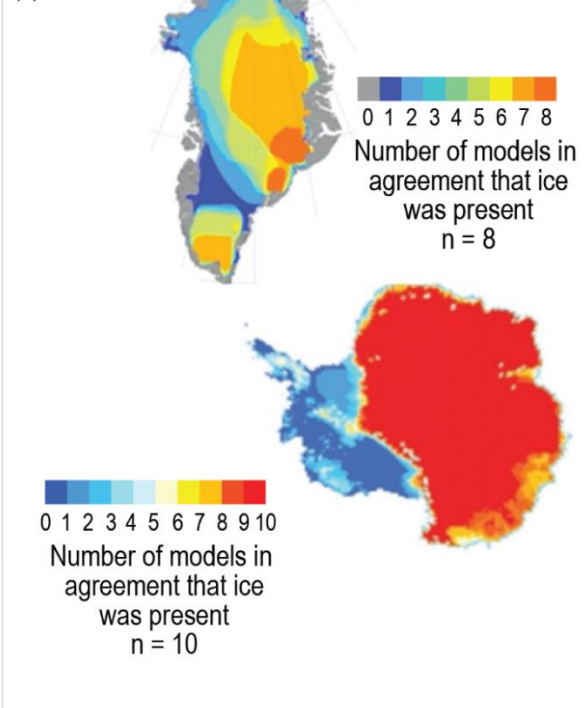 0 1 2 3 4 5 6 7 8
Number of models in
agreement that ice
was present
n = 8
0 1 2 3 4 5 6 7 8 9 10
Number of models in
agreement that ice
was present
n = 10